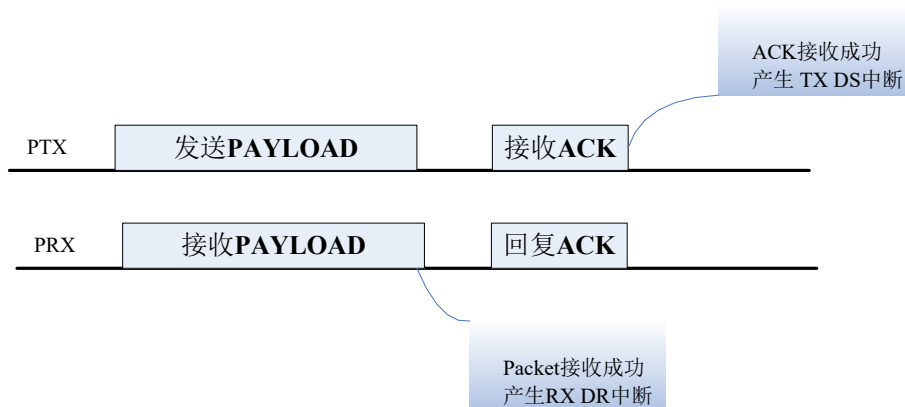 ACK接收成功
产生 TX DS中断
PTX
发送PAYLOAD
接收ACK
PRX
接收PAYLOAD
回复ACK
Packet接收成功
产生RX DR中断